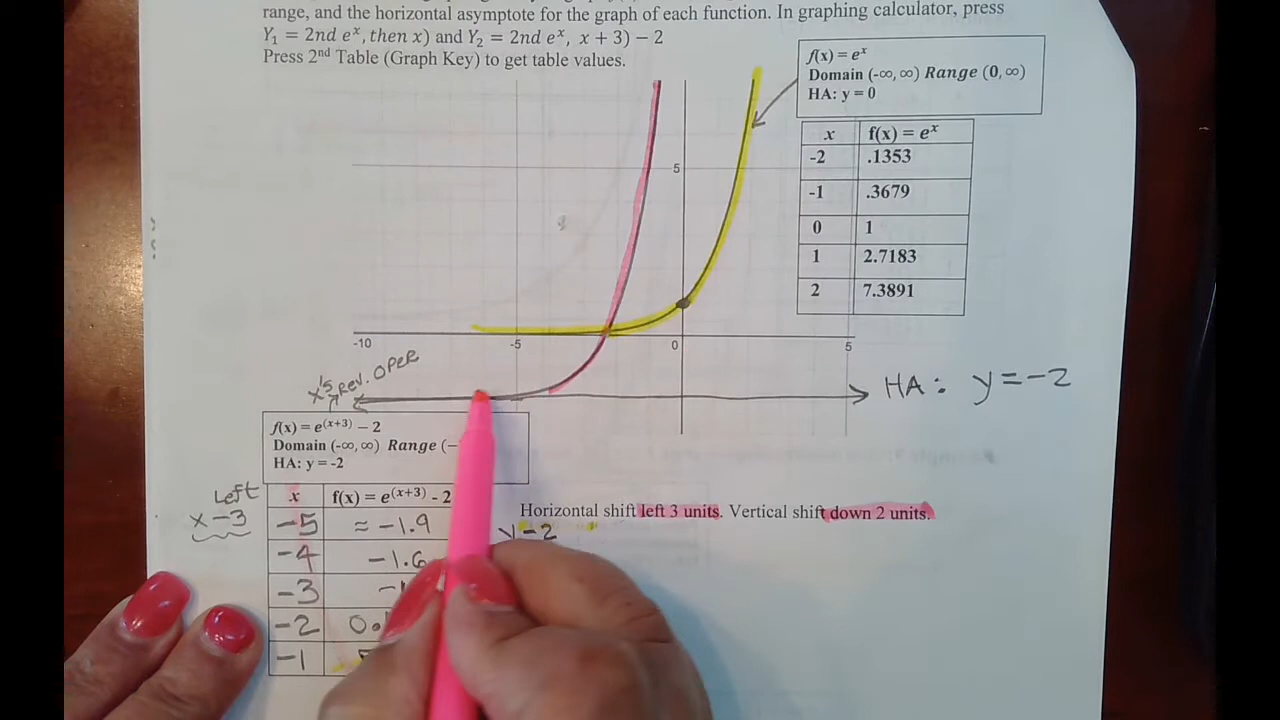 range, and the horizontal asymptote for the graph of each function. In graphing calculator, press
Y₁ = 2nd eˣ, then x) and Y₂ = 2nd eˣ, x + 3) − 2
Press 2nd Table (Graph Key) to get table values.
f(x) = eˣ
Domain (-∞, ∞) Range (0, ∞)
HA: y = 0
x f(x) = eˣ
-2 .1353
-1 .3679
0 1
1 2.7183
2 7.3891
5
-10 -5 0 5
x's Rev. OPER
HA: y = -2
f(x) = e⁽ˣ⁺³⁾ − 2
Domain (-∞, ∞) Range (−
HA: y = -2
Left x f(x) = e⁽ˣ⁺³⁾ - 2
x-3
-5 ≈ -1.9
-4 -1.6
-3
-2
-1
Horizontal shift left 3 units. Vertical shift down 2 units.
y-2